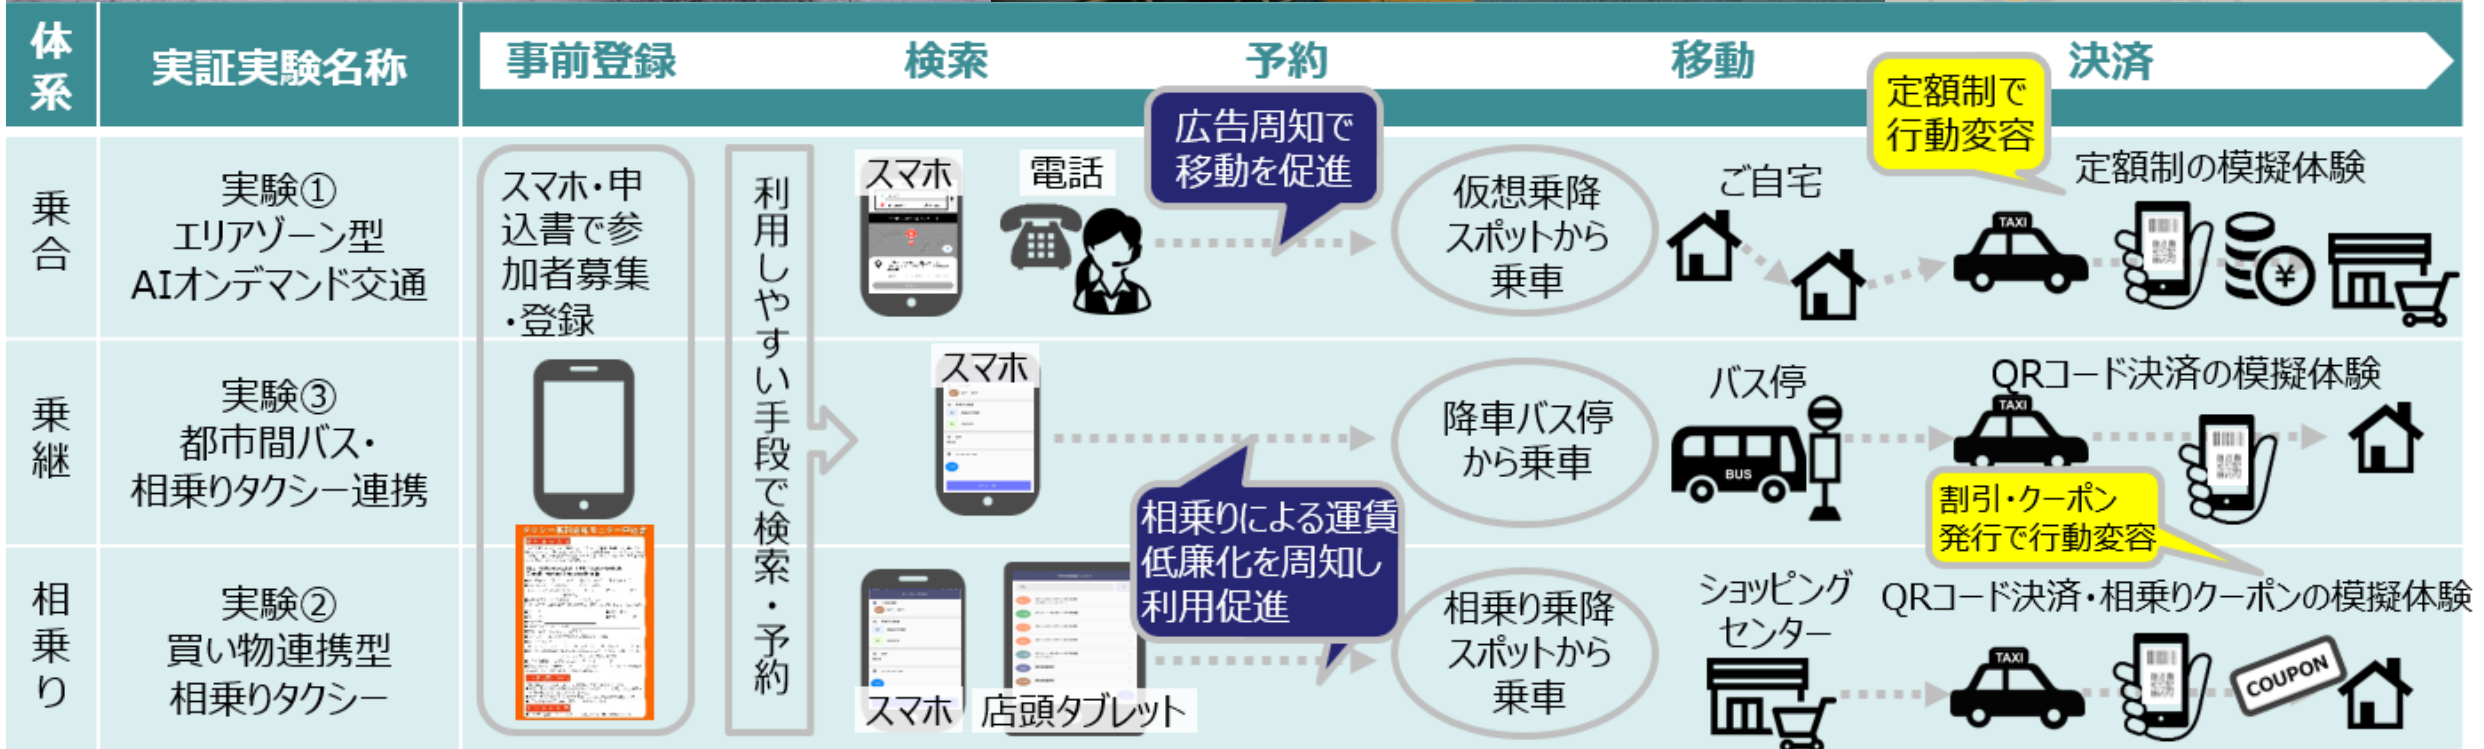 体
系
実証実験名称
事前登録
検索
予約
移動
決済
広告周知で
移動を促進
定額制で
行動変容
乗
合
実験①
エリアゾーン型
AIオンデマンド交通
スマホ・申
込書で参
加者募集
・登録
利用しやすい手段で検索・予約
スマホ
電話
仮想乗降
スポットから
乗車
ご自宅
定額制の模擬体験
TAXI
¥
乗
継
実験③
都市間バス・
相乗りタクシー連携
スマホ
降車バス停
から乗車
バス停
BUS
QRコード決済の模擬体験
TAXI
相乗りによる運賃
低廉化を周知し
利用促進
割引・クーポン
発行で行動変容
相
乗
り
実験②
買い物連携型
相乗りタクシー
スマホ
店頭タブレット
相乗り乗降
スポットから
乗車
ショッピング
センター
QRコード決済・相乗りクーポンの模擬体験
TAXI
COUPON